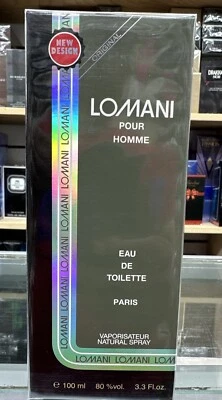 NEW
DESIGN
ORIGINAL
LOMANI
POUR
HOMME
EAU
DE
TOILETTE
PARIS
VAPORISATEUR
NATURAL SPRAY
LOMANI LOMANI LOMANI LOMANI LOMANI LOMANI
LOMANI LOMANI LOMANI
e 100 ml 80 %vol. 3.3 Fl.oz.